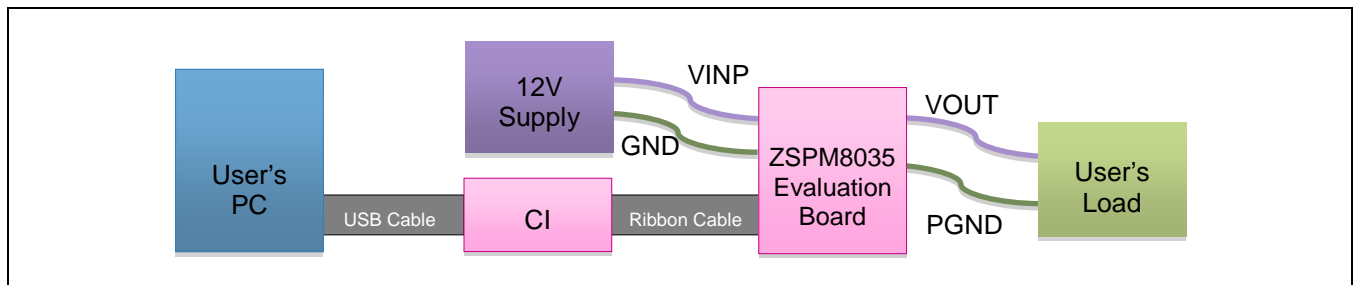 User's
PC
USB Cable
12V
Supply
VINP
GND
CI
Ribbon Cable
ZSPM8035
Evaluation
Board
VOUT
PGND
User's
Load